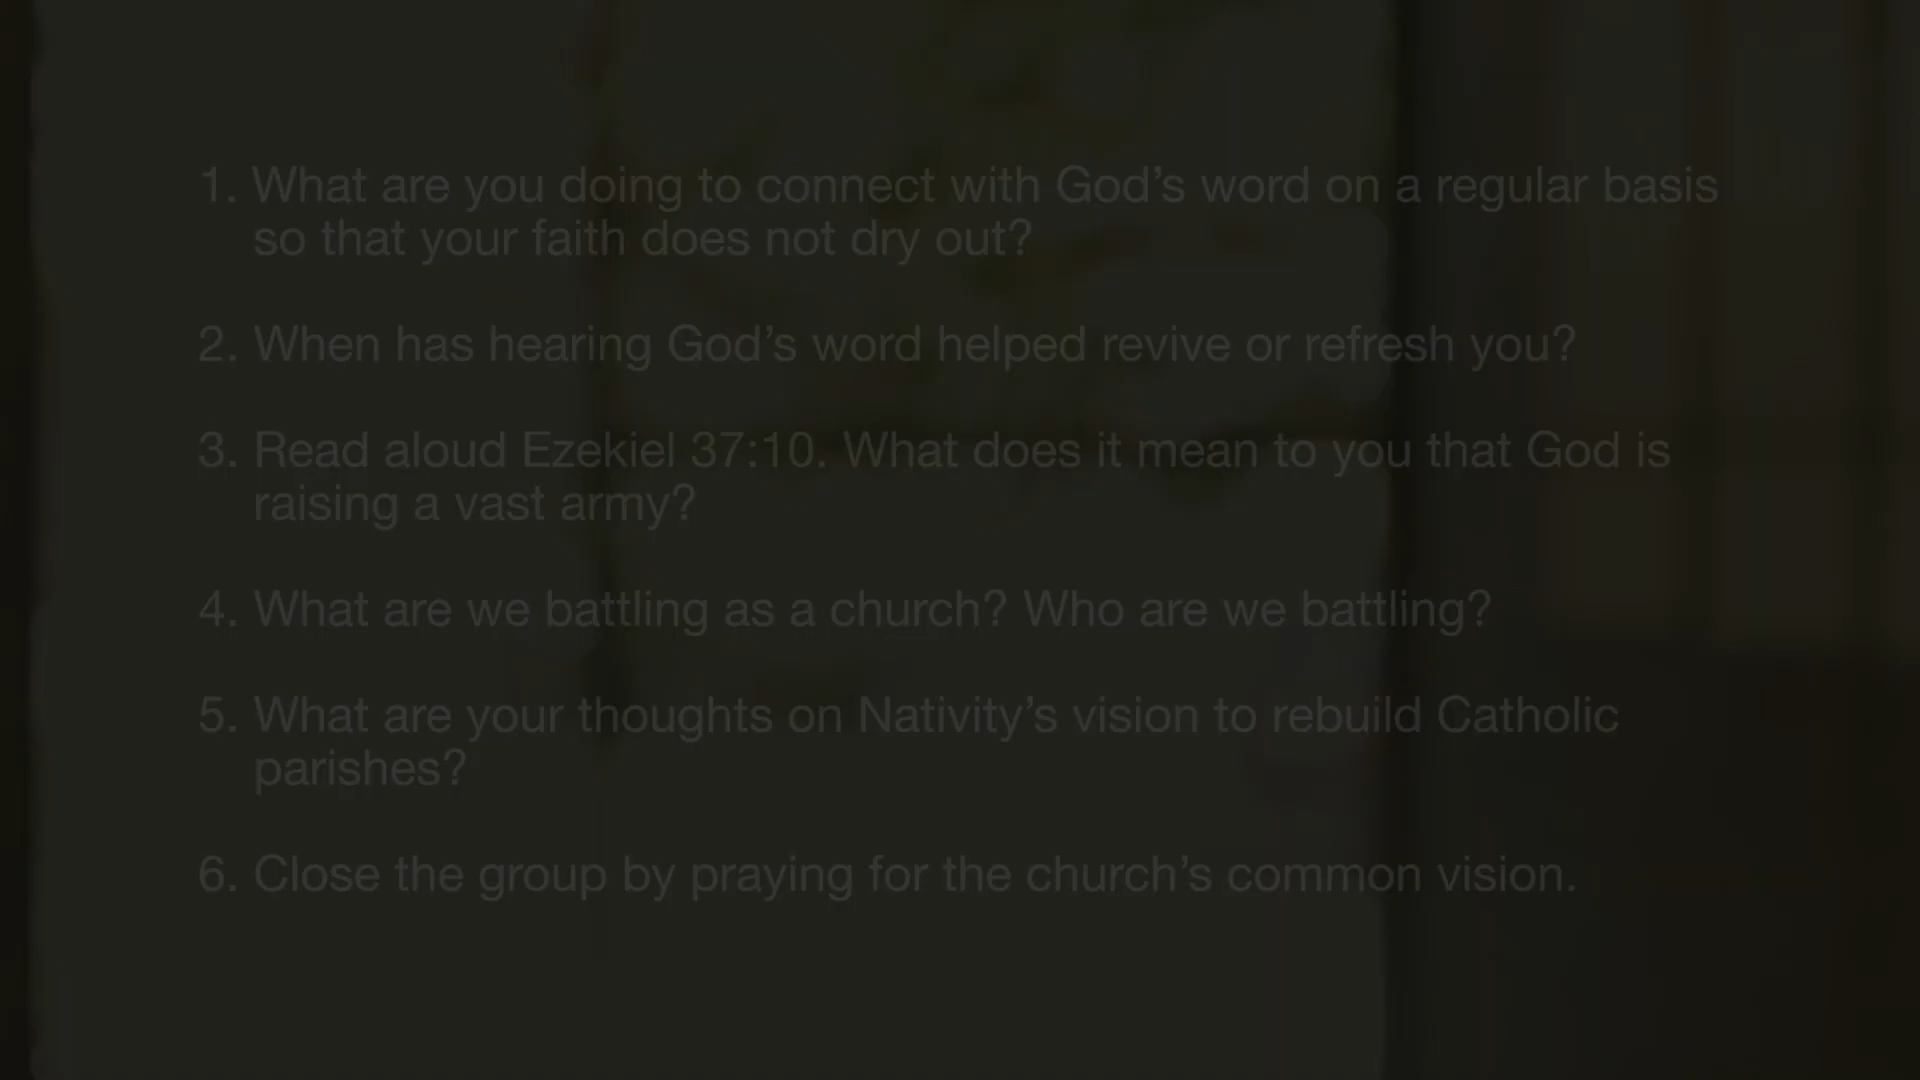 1. What are you doing to connect with God’s word on a regular basis
so that your faith does not dry out?
2. When has hearing God’s word helped revive or refresh you?
3. Read aloud Ezekiel 37:10. What does it mean to you that God is
raising a vast army?
4. What are we battling as a church? Who are we battling?
5. What are your thoughts on Nativity’s vision to rebuild Catholic
parishes?
6. Close the group by praying for the church’s common vision.